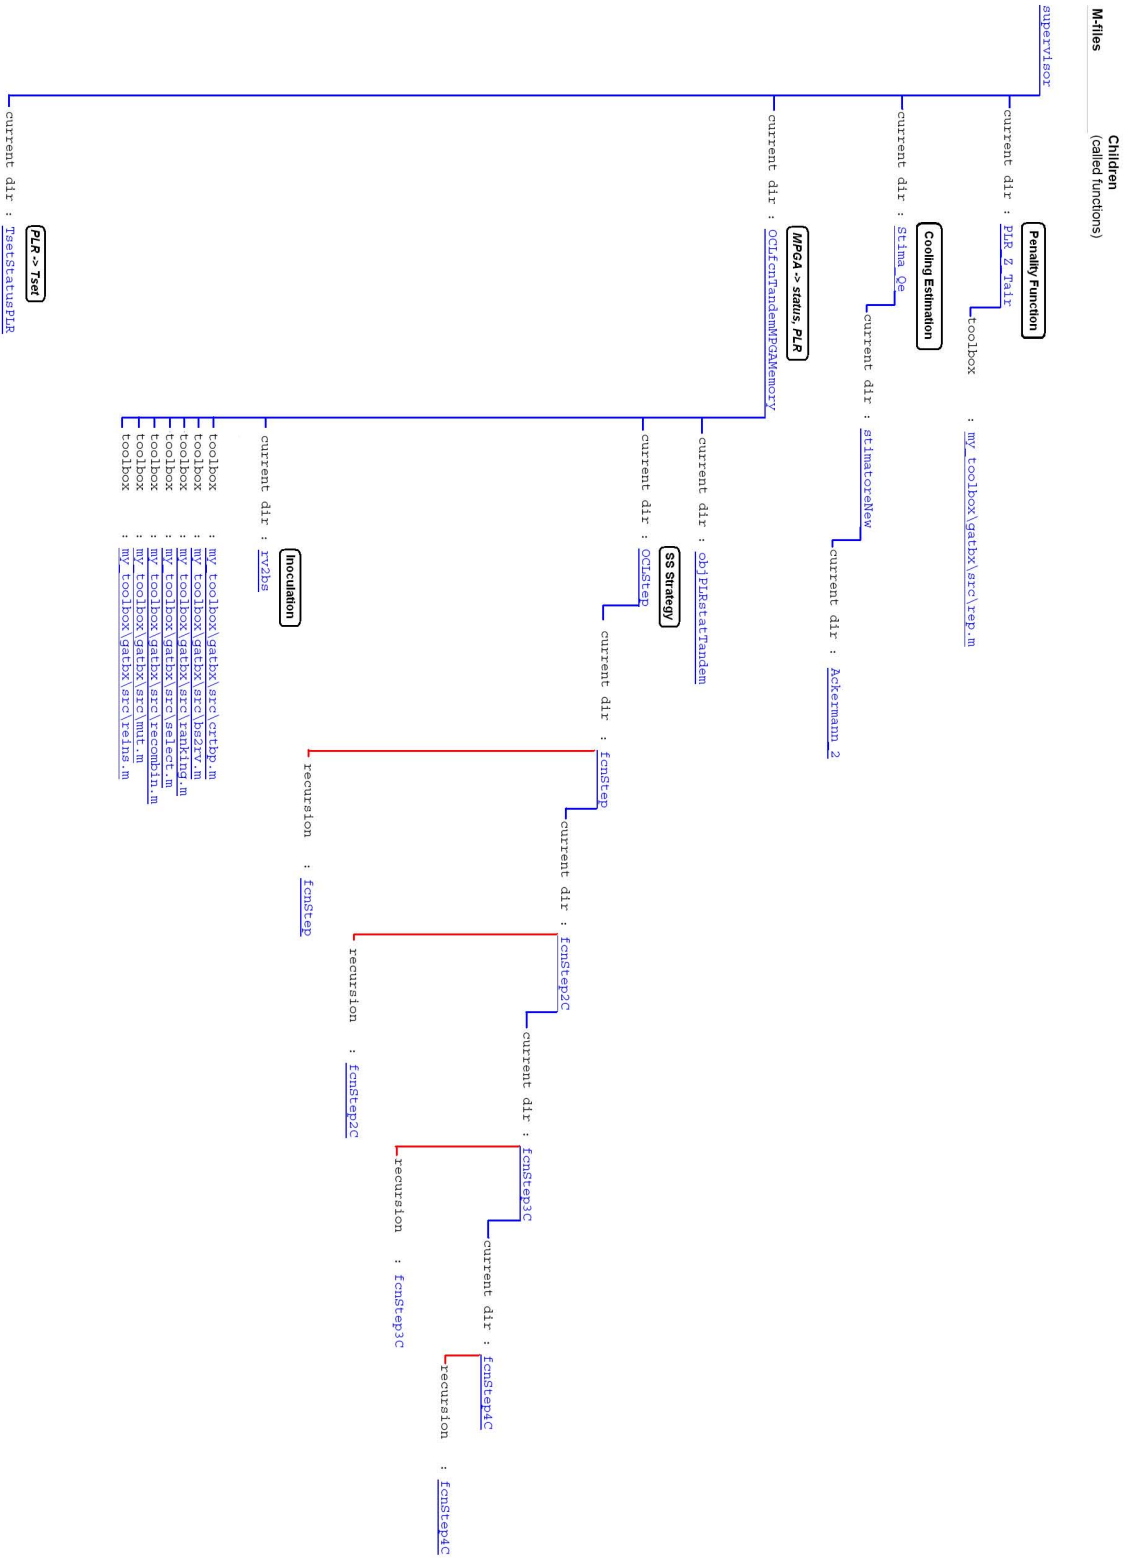 Children
M-files (called functions)
supervisor
Penality Function
current dir : PLR_Z_Tair
toolbox : my_toolbox\gatbx\src\rep.m
Cooling Estimation
current dir : Stima_Qe
current dir : stimatoreNew
current dir : Ackermann_2
MPGA -> status, PLR
current dir : OCLfcnTandemMPGAMemory
current dir : objPLRstatTandem
SS Strategy
current dir : OCLStep
current dir : fcnStep
current dir : fcnStep2C
current dir : fcnStep3C
current dir : fcnStep4C
recursion : fcnStep4C
recursion : fcnStep3C
recursion : fcnStep2C
recursion : fcnStep
Inoculation
current dir : rv2bs
toolbox : my_toolbox\gatbx\src\crtbp.m
toolbox : my_toolbox\gatbx\src\bs2rv.m
toolbox : my_toolbox\gatbx\src\ranking.m
toolbox : my_toolbox\gatbx\src\select.m
toolbox : my_toolbox\gatbx\src\recombin.m
toolbox : my_toolbox\gatbx\src\mut.m
toolbox : my_toolbox\gatbx\src\reins.m
PLR -> Tset
current dir : TsetStatusPLR